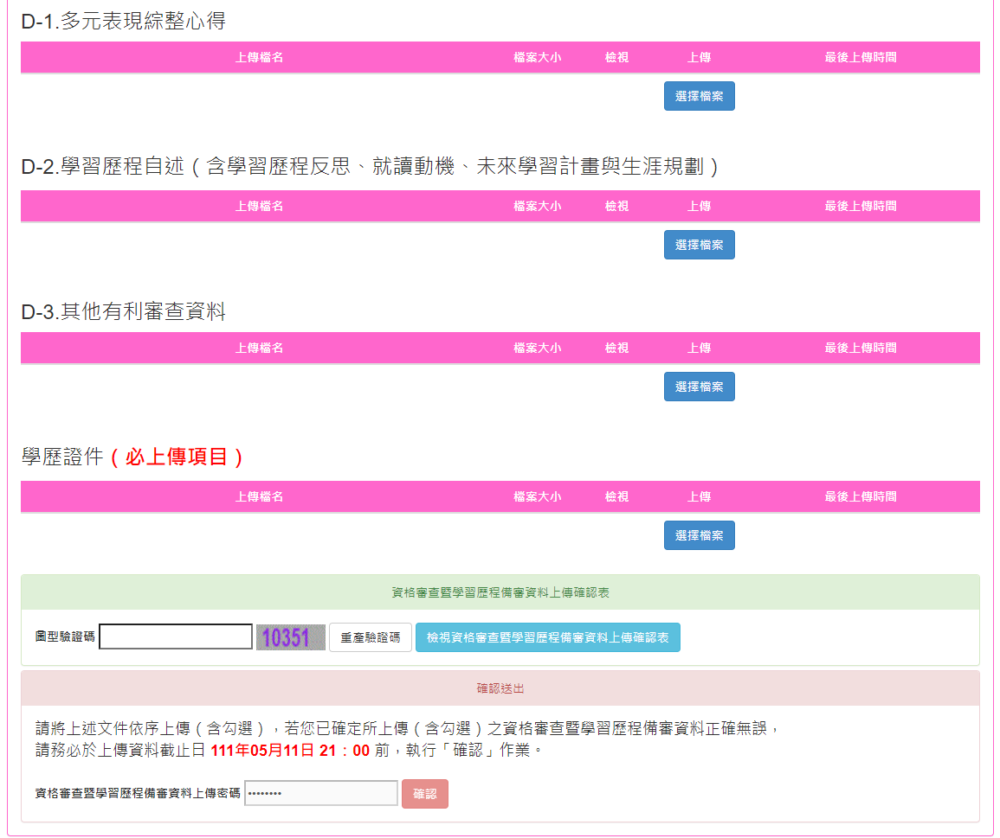 D-1.多元表現綜整心得
上傳檔名 檔案大小 檢視 上傳 最後上傳時間
選擇檔案
D-2.學習歷程自述(含學習歷程反思、就讀動機、未來學習計畫與生涯規劃)
上傳檔名 檔案大小 檢視 上傳 最後上傳時間
選擇檔案
D-3.其他有利審查資料
上傳檔名 檔案大小 檢視 上傳 最後上傳時間
選擇檔案
學歷證件(必上傳項目)
上傳檔名 檔案大小 檢視 上傳 最後上傳時間
選擇檔案
資格審查暨學習歷程備審資料上傳確認表
圖型驗證碼 10351 重產驗證碼 檢視資格審查暨學習歷程備審資料上傳確認表
確認送出
請將上述文件依序上傳(含勾選),若您已確定所上傳(含勾選)之資格審查暨學習歷程備審資料正確無誤,
請務必於上傳資料截止日 111年05月11日 21:00 前,執行「確認」作業。
資格審查暨學習歷程備審資料上傳密碼 •••••••• 確認